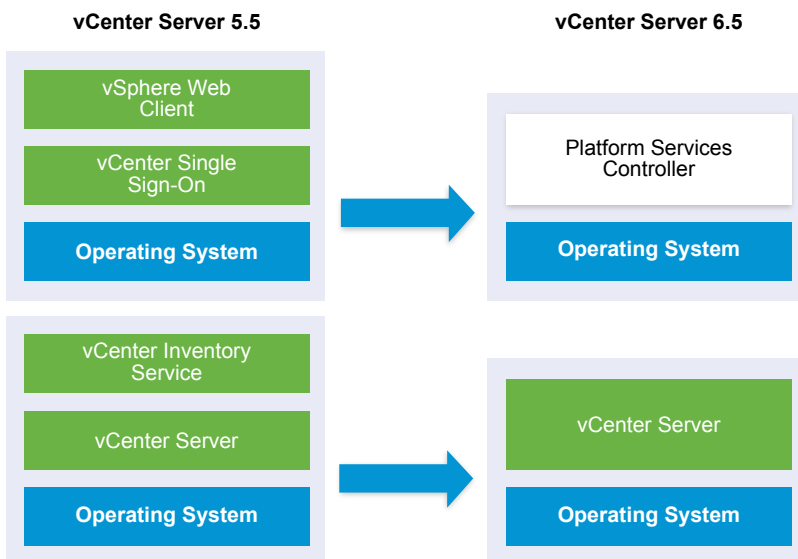 vCenter Server 5.5
vCenter Server 6.5
vSphere Web
Client
vCenter Single
Sign-On
Operating System
Platform Services
Controller
Operating System
vCenter Inventory
Service
vCenter Server
Operating System
vCenter Server
Operating System